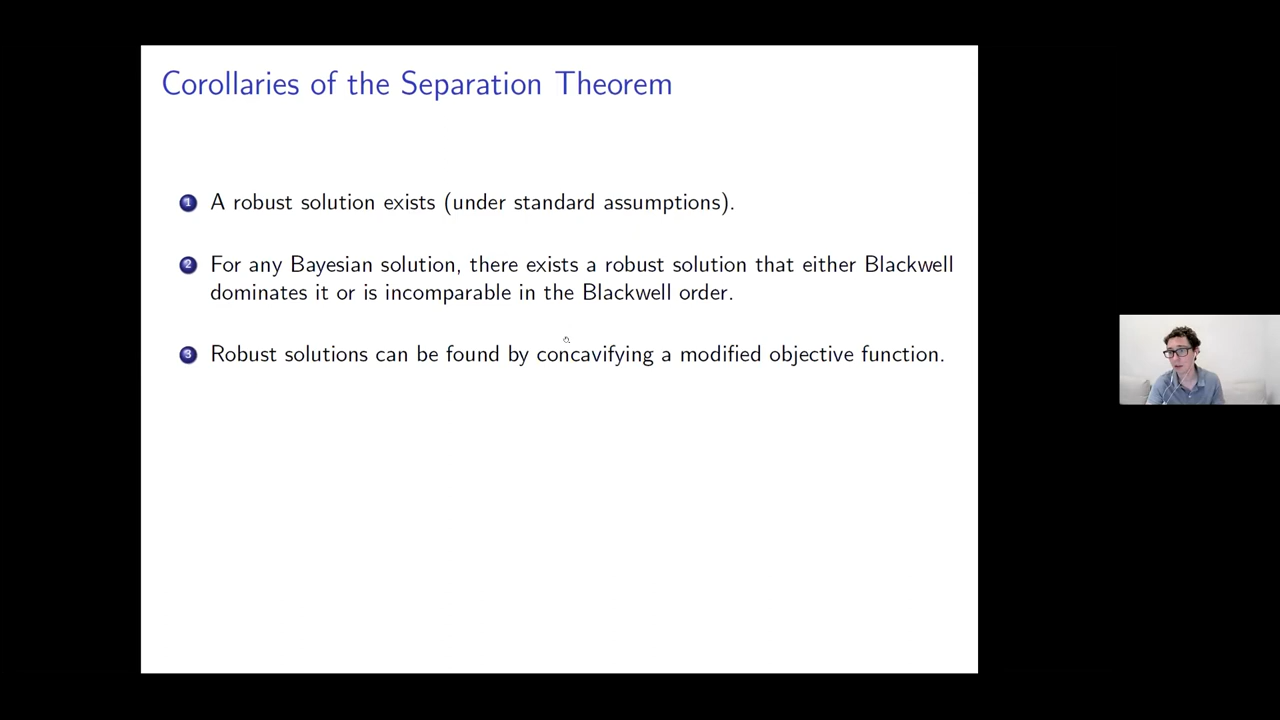 Corollaries of the Separation Theorem
1 A robust solution exists (under standard assumptions).
2 For any Bayesian solution, there exists a robust solution that either Blackwell
dominates it or is incomparable in the Blackwell order.
3 Robust solutions can be found by concavifying a modified objective function.